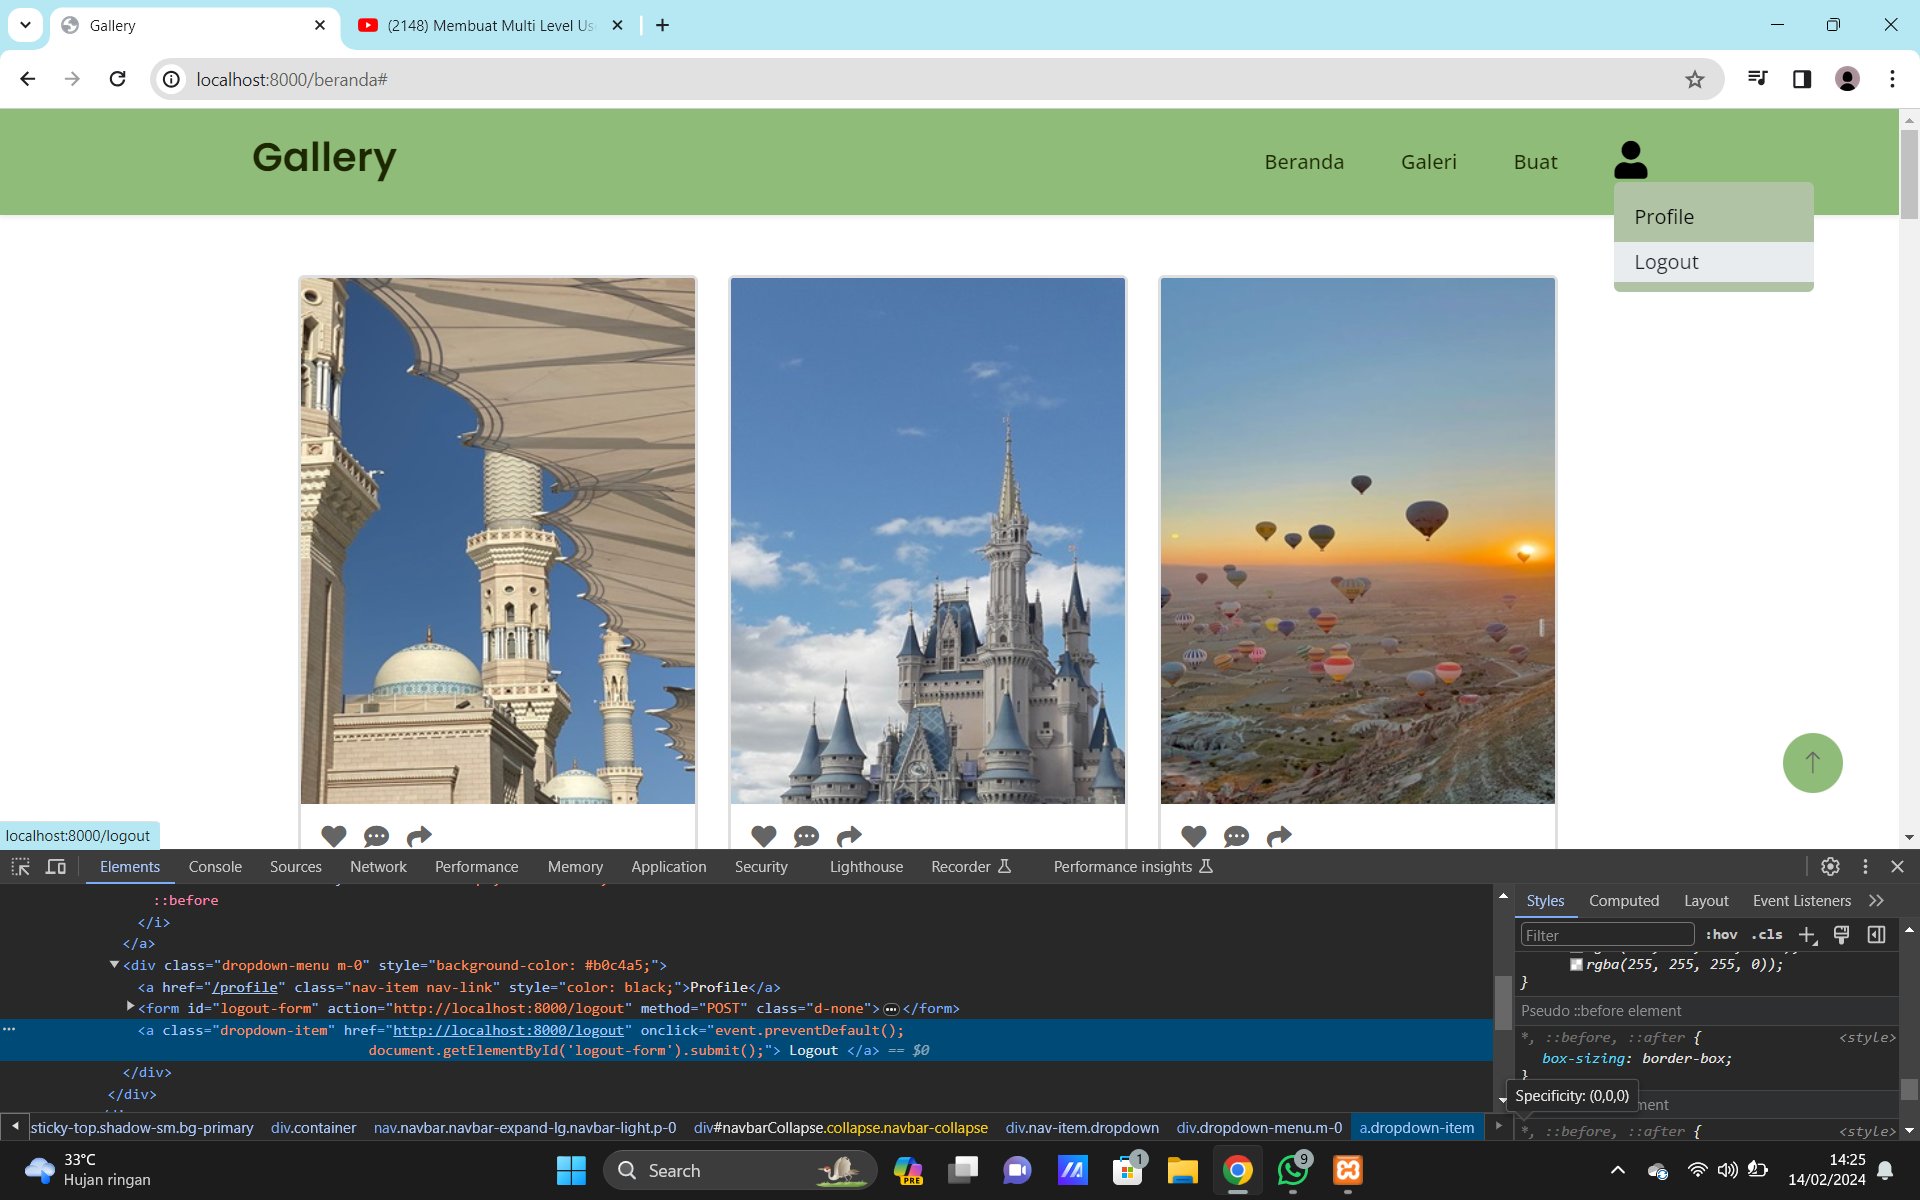 Gallery
(2148) Membuat Multi Level Us
localhost:8000/beranda#
Gallery
Beranda
Galeri
Buat
Profile
Logout
localhost:8000/logout
Elements
Console
Sources
Network
Performance
Memory
Application
Security
Lighthouse
Recorder
Performance insights
::before
</i>
</a>
<div class="dropdown-menu m-0" style="background-color: #b0c4a5;">
<a href="/profile" class="nav-item nav-link" style="color: black;">Profile</a>
<form id="logout-form" action="http://localhost:8000/logout" method="POST" class="d-none">…</form>
<a class="dropdown-item" href="http://localhost:8000/logout" onclick="event.preventDefault();
document.getElementById('logout-form').submit();"> Logout </a> == $0
</div>
</div>
sticky-top.shadow-sm.bg-primary
div.container
nav.navbar.navbar-expand-lg.navbar-light.p-0
div#navbarCollapse.collapse.navbar-collapse
div.nav-item.dropdown
div.dropdown-menu.m-0
a.dropdown-item
Styles
Computed
Layout
Event Listeners
Filter
:hov
.cls
rgba(255, 255, 255, 0));
}
Pseudo ::before element
*, ::before, ::after {
<style>
box-sizing: border-box;
}
Specificity: (0,0,0)
ment
*, ::before, ::after {
<style>
33°C
Hujan ringan
Search
PRE
1
9
14:25
14/02/2024